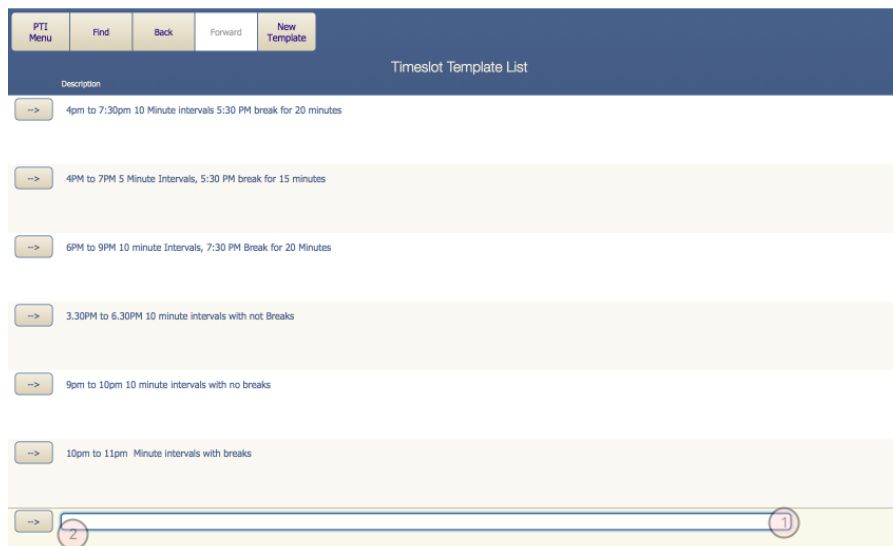 PTI
Menu
Find
Back
Forward
New
Template
Timeslot Template List
Description
--> 4pm to 7:30pm 10 Minute intervals 5:30 PM break for 20 minutes
--> 4PM to 7PM 5 Minute Intervals, 5:30 PM break for 15 minutes
--> 6PM to 9PM 10 minute Intervals, 7:30 PM Break for 20 Minutes
--> 3.30PM to 6.30PM 10 minute intervals with not Breaks
--> 9pm to 10pm 10 minute intervals with no breaks
--> 10pm to 11pm  Minute intervals with breaks
-->
1
2